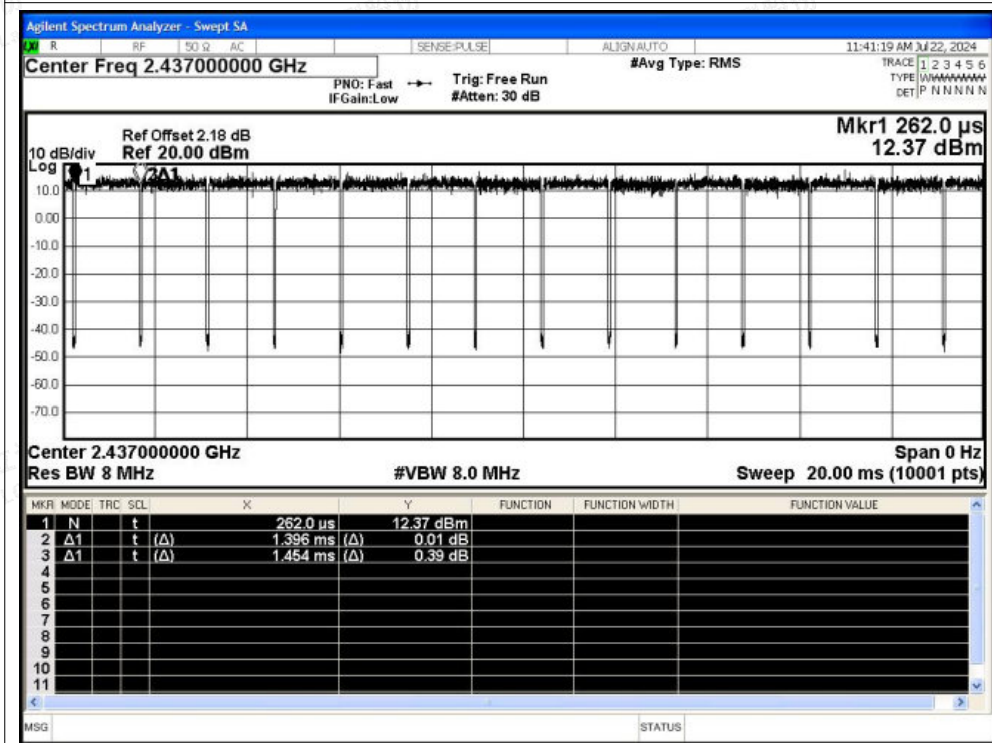 Agilent Spectrum Analyzer - Swept SA
LXI R RF 50 Ω AC SENSE:PULSE ALIGN AUTO 11:41:19 AM Jul 22, 2024
Center Freq 2.437000000 GHz #Avg Type: RMS TRACE 1 2 3 4 5 6
PNO: Fast Trig: Free Run TYPE WWWWWW
IFGain:Low #Atten: 30 dB DET P N N N N N
Mkr1 262.0 µs
Ref Offset 2.18 dB
10 dB/div Ref 20.00 dBm 12.37 dBm
Log
1 3Δ1
10.0
0.00
-10.0
-20.0
-30.0
-40.0
-50.0
-60.0
-70.0
Center 2.437000000 GHz Span 0 Hz
Res BW 8 MHz #VBW 8.0 MHz Sweep 20.00 ms (10001 pts)
MKR MODE TRC SCL X Y FUNCTION FUNCTION WIDTH FUNCTION VALUE
1 N t 262.0 µs 12.37 dBm
2 Δ1 t (Δ) 1.396 ms (Δ) 0.01 dB
3 Δ1 t (Δ) 1.454 ms (Δ) 0.39 dB
4
5
6
7
8
9
10
11
MSG STATUS